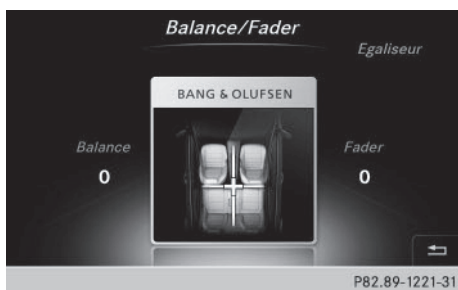 Balance/Fader
Egaliseur
BANG & OLUFSEN
Balance
Fader
0
0
P82.89-1221-31